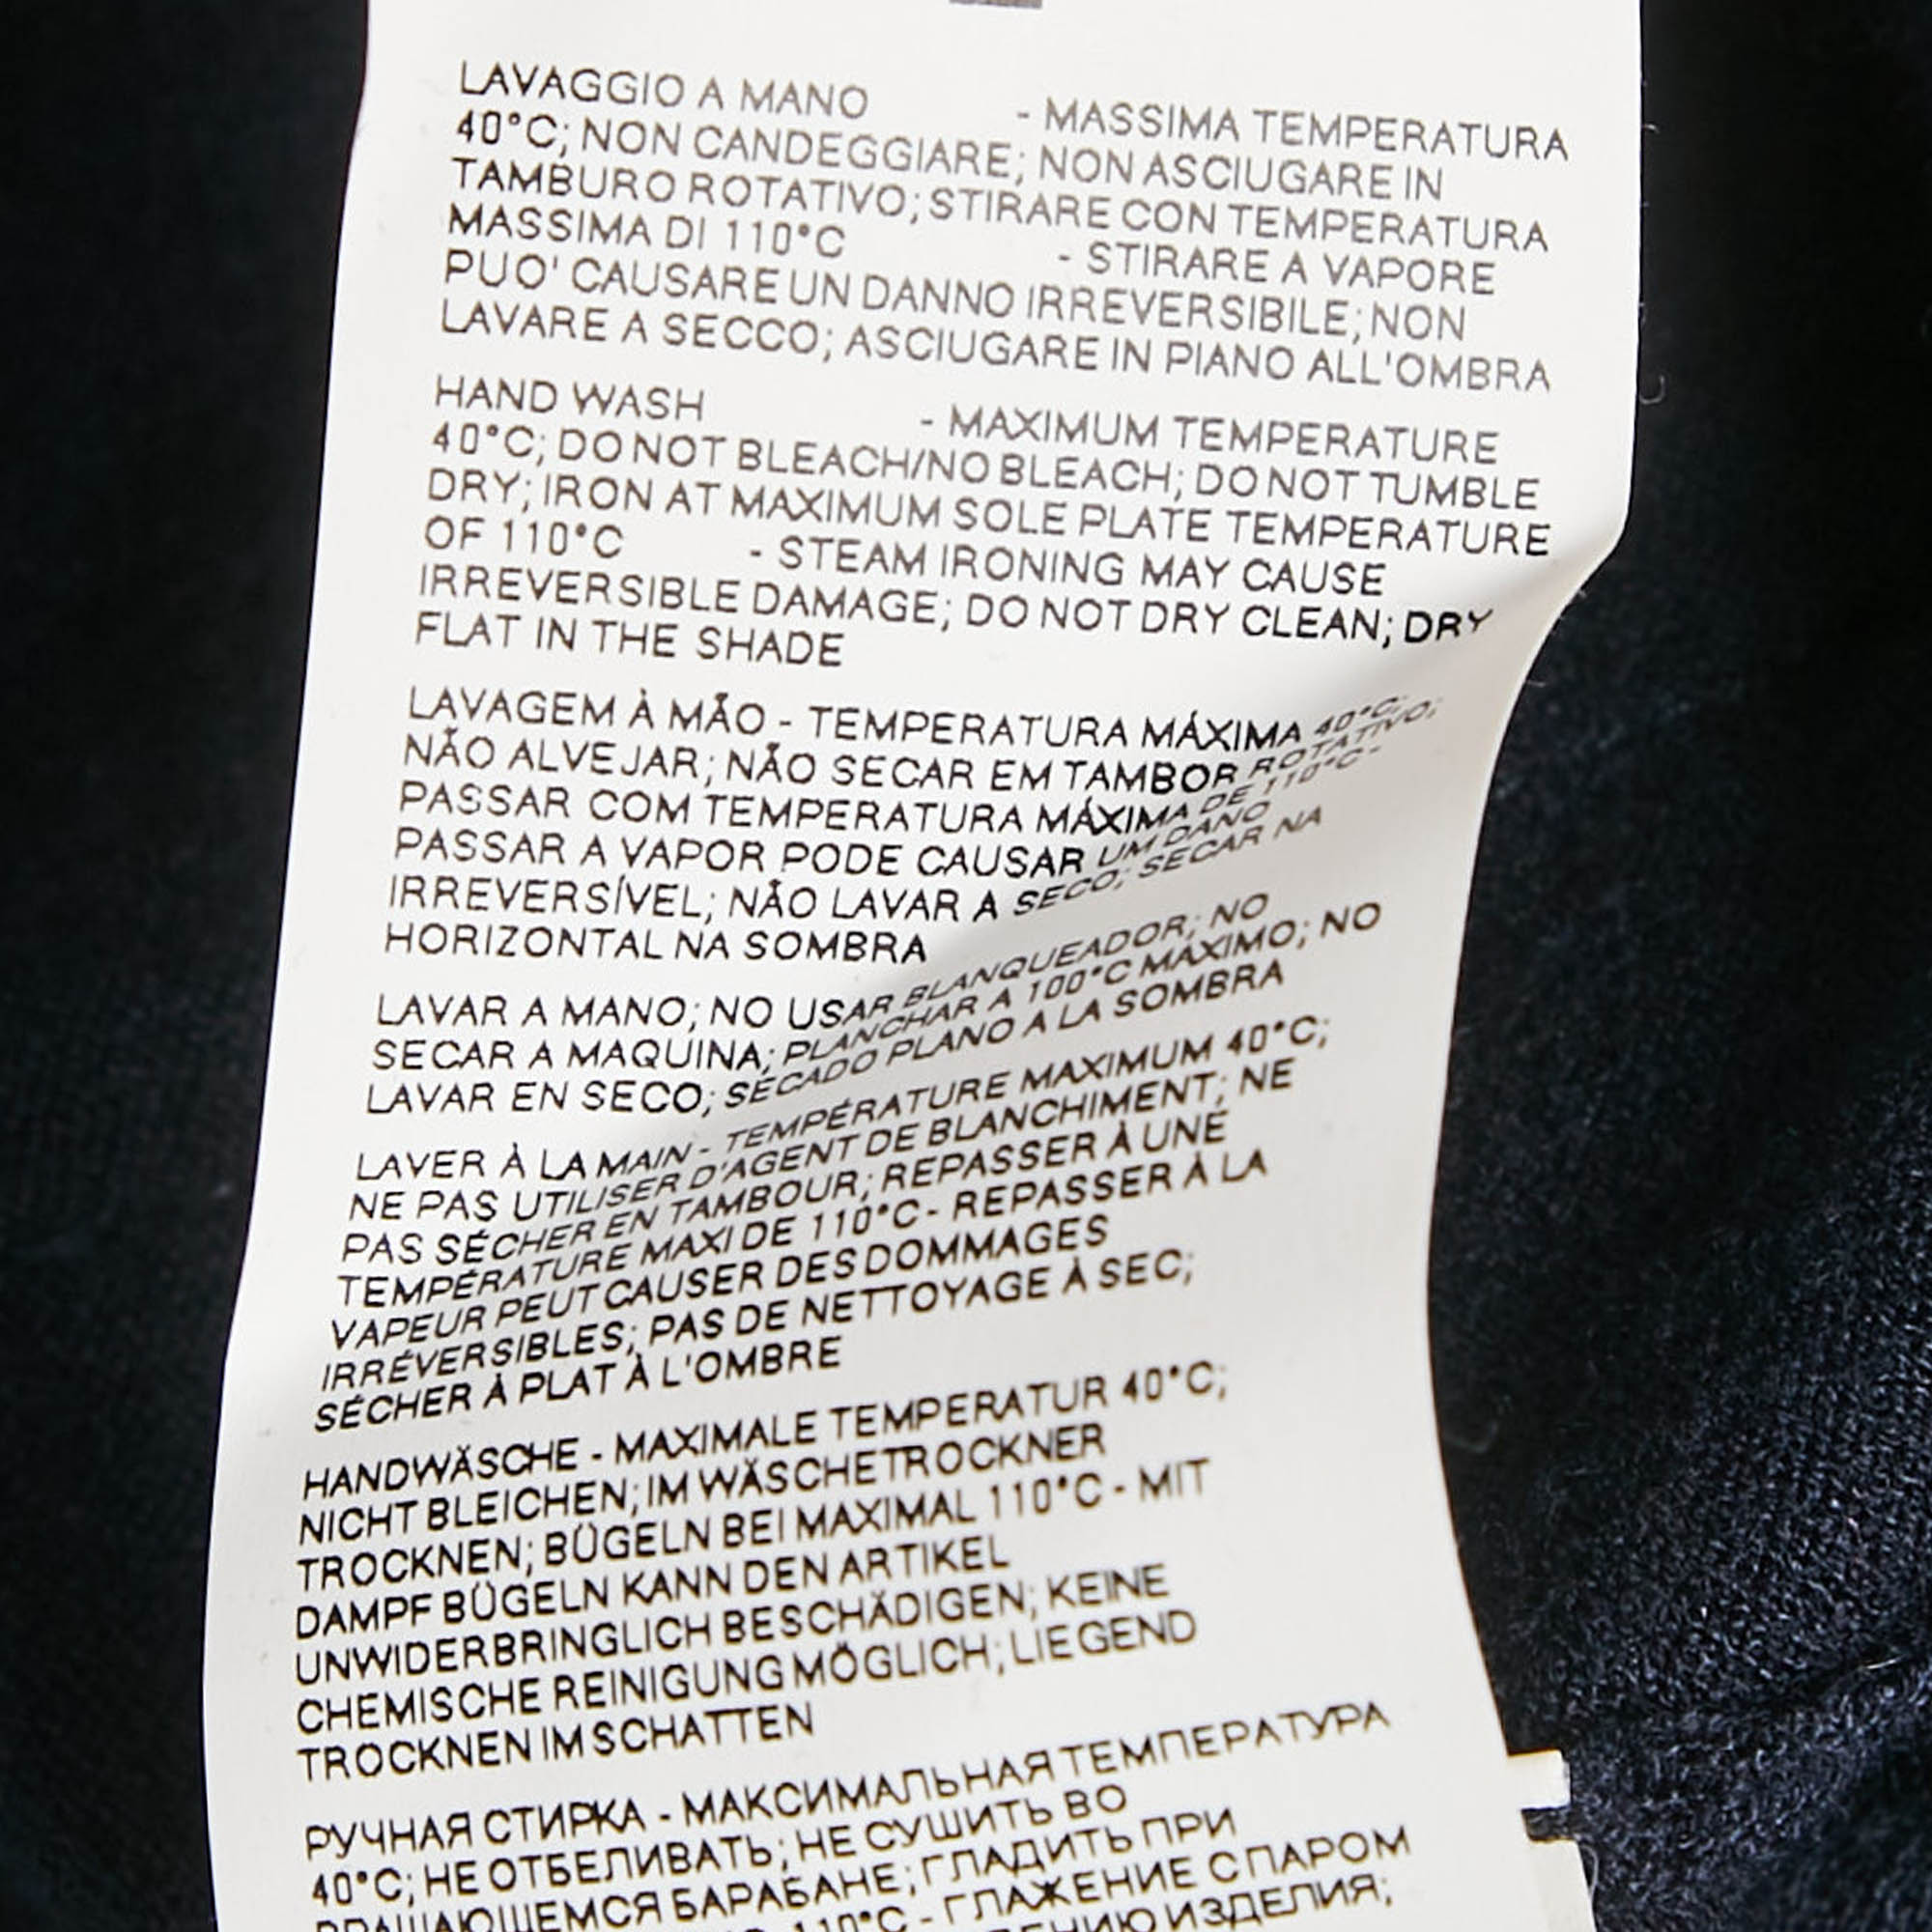 LAVAGGIO A MANO - MASSIMA TEMPERATURA
40°C; NON CANDEGGIARE; NON ASCIUGARE IN
TAMBURO ROTATIVO; STIRARE CON TEMPERATURA
MASSIMA DI 110°C - STIRARE A VAPORE
PUO' CAUSARE UN DANNO IRREVERSIBILE; NON
LAVARE A SECCO; ASCIUGARE IN PIANO ALL'OMBRA
HAND WASH - MAXIMUM TEMPERATURE
40°C; DO NOT BLEACH/NO BLEACH; DO NOT TUMBLE
DRY; IRON AT MAXIMUM SOLE PLATE TEMPERATURE
OF 110°C - STEAM IRONING MAY CAUSE
IRREVERSIBLE DAMAGE; DO NOT DRY CLEAN; DRY
FLAT IN THE SHADE
LAVAGEM À MÃO - TEMPERATURA MÁXIMA 40°C;
NÃO ALVEJAR; NÃO SECAR EM TAMBOR ROTATIVO;
PASSAR COM TEMPERATURA MÁXIMA DE 110°C -
PASSAR A VAPOR PODE CAUSAR UM DANO
IRREVERSÍVEL; NÃO LAVAR A SECO; SECAR NA
HORIZONTAL NA SOMBRA
LAVAR A MANO; NO USAR BLANQUEADOR; NO
SECAR A MAQUINA; PLANCHAR A 100°C MÁXIMO; NO
LAVAR EN SECO; SECADO PLANO A LA SOMBRA
LAVER À LA MAIN - TEMPÉRATURE MAXIMUM 40°C;
NE PAS UTILISER D'AGENT DE BLANCHIMENT; NE
PAS SÉCHER EN TAMBOUR; REPASSER À UNE
TEMPÉRATURE MAXI DE 110°C - REPASSER À LA
VAPEUR PEUT CAUSER DES DOMMAGES
IRRÉVERSIBLES; PAS DE NETTOYAGE À SEC;
SÉCHER À PLAT À L'OMBRE
HANDWÄSCHE - MAXIMALE TEMPERATUR 40°C;
NICHT BLEICHEN; IM WÄSCHETROCKNER
TROCKNEN; BÜGELN BEI MAXIMAL 110°C - MIT
DAMPF BÜGELN KANN DEN ARTIKEL
UNWIDERBRINGLICH BESCHÄDIGEN; KEINE
CHEMISCHE REINIGUNG MÖGLICH; LIEGEND
TROCKNEN IM SCHATTEN
РУЧНАЯ СТИРКА - МАКСИМАЛЬНАЯ ТЕМПЕРАТУРА
40°C; НЕ ОТБЕЛИВАТЬ; НЕ СУШИТЬ ВО
ВРАЩАЮЩЕМСЯ БАРАБАНЕ; ГЛАДИТЬ ПРИ
110°C - ГЛАЖЕНИЕ С ПАРОМ
ИЗДЕЛИЯ;